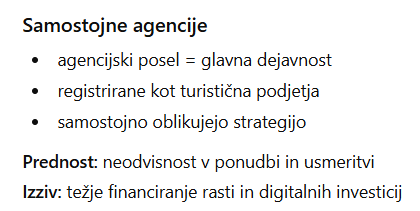 Samostojne agencije
• agencijski posel = glavna dejavnost
• registrirane kot turistična podjetja
• samostojno oblikujejo strategijo
Prednost: neodvisnost v ponudbi in usmeritvi
Izziv: težje financiranje rasti in digitalnih investicij